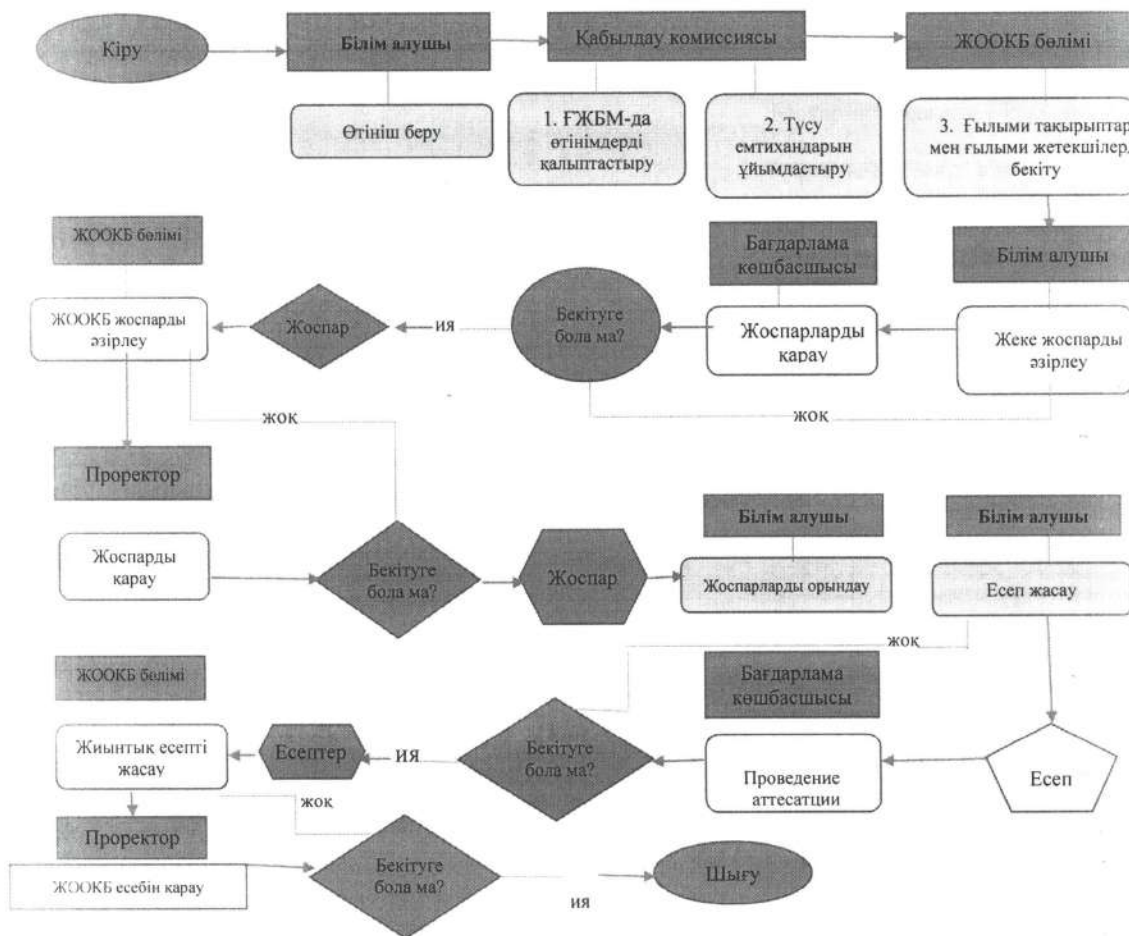 Кіру
Білім алушы
Қабылдау комиссиясы
ЖООКБ бөлімі
Өтініш беру
1. ҒЖБМ-да
өтінімдерді
қалыптастыру
2. Түсу
емтихандарын
ұйымдастыру
3. Ғылыми тақырыптар
мен ғылыми жетекшілерд
бекіту
ЖООКБ бөлімі
Бағдарлама
көшбасшысы
Білім алушы
ЖООКБ жоспарды
әзірлеу
Жоспар
ИЯ
Бекітуге
бола ма?
Жоспарларды
қарау
Жеке жоспарды
әзірлеу
ЖОҚ
ЖОҚ
Проректор
Білім алушы
Білім алушы
Жоспарды
қарау
Бекітуге
бола ма?
Жоспар
Жоспарларды орындау
Есеп жасау
ЖОҚ
ЖООКБ бөлімі
Бағдарлама
көшбасшысы
Жиынтық есепті
жасау
Есептер
ИЯ
Бекітуге
бола ма?
Проведение
аттесатции
Есеп
ЖОҚ
Проректор
ЖООКБ есебін қарау
Бекітуге
бола ма?
ИЯ
Шығу